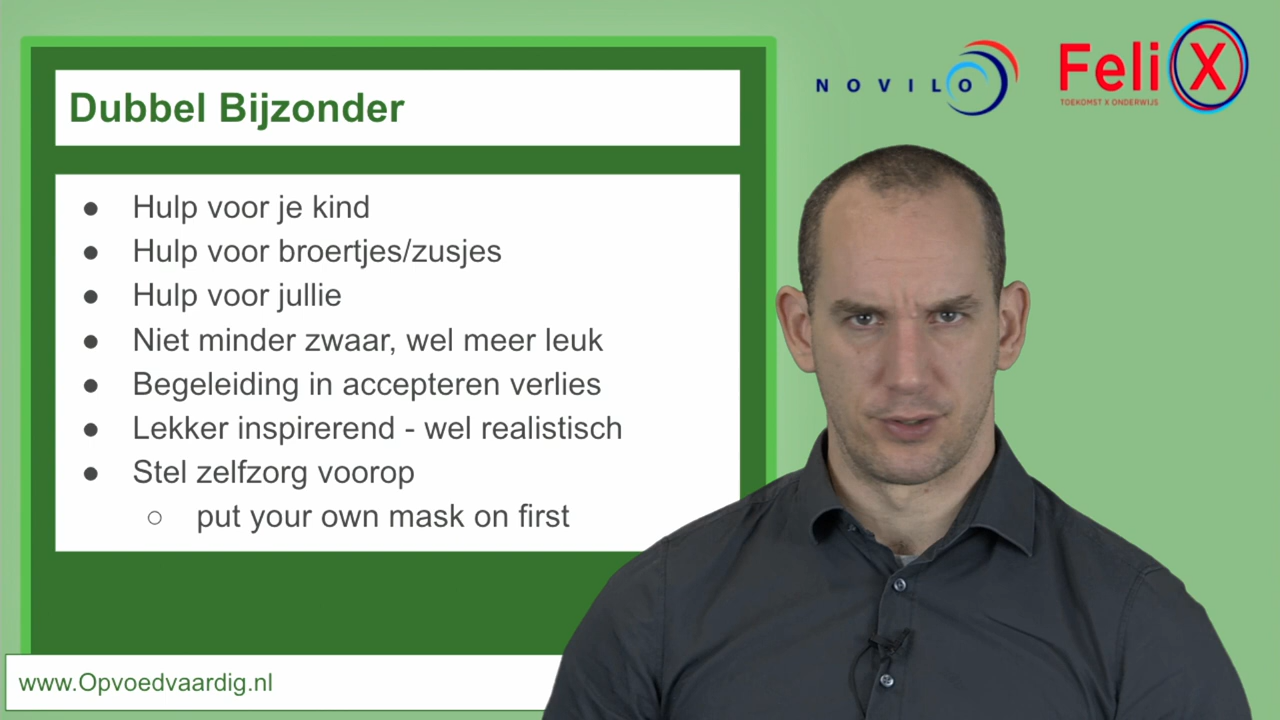 Dubbel Bijzonder
NOVILO
FeliX
TOEKOMST X ONDERWIJS
● Hulp voor je kind
● Hulp voor broertjes/zusjes
● Hulp voor jullie
● Niet minder zwaar, wel meer leuk
● Begeleiding in accepteren verlies
● Lekker inspirerend - wel realistisch
● Stel zelfzorg voorop
○ put your own mask on first
www.Opvoedvaardig.nl